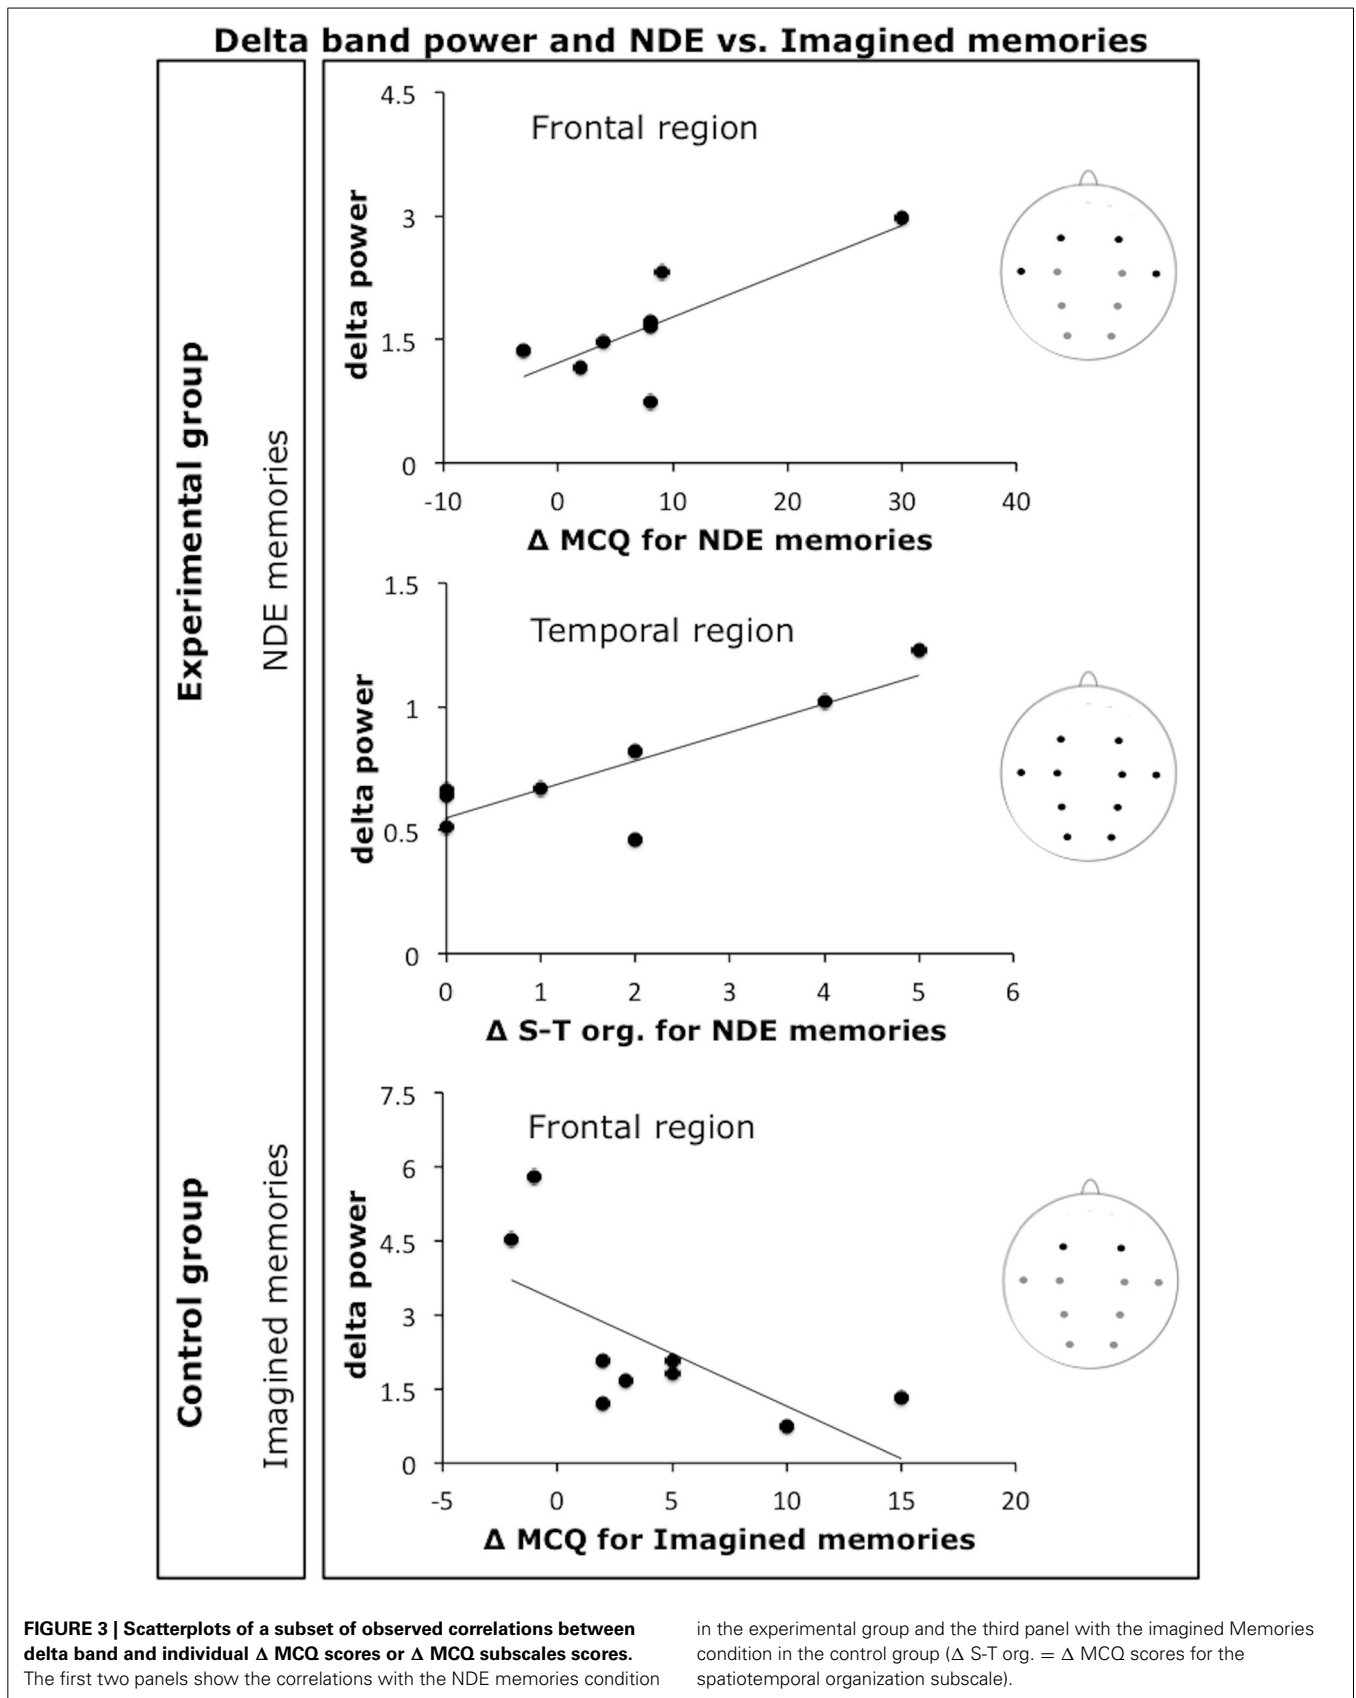 Delta band power and NDE vs. Imagined memories
Experimental group
NDE memories
4.5
Frontal region
3
delta power
1.5
0
-10 0 10 20 30 40
Δ MCQ for NDE memories
1.5
Temporal region
1
delta power
0.5
0
0 1 2 3 4 5 6
Δ S-T org. for NDE memories
Control group
Imagined memories
7.5
Frontal region
6
4.5
delta power
3
1.5
0
-5 0 5 10 15 20
Δ MCQ for Imagined memories
FIGURE 3 | Scatterplots of a subset of observed correlations between
delta band and individual Δ MCQ scores or Δ MCQ subscales scores.
The first two panels show the correlations with the NDE memories condition
in the experimental group and the third panel with the imagined Memories
condition in the control group (Δ S-T org. = Δ MCQ scores for the
spatiotemporal organization subscale).